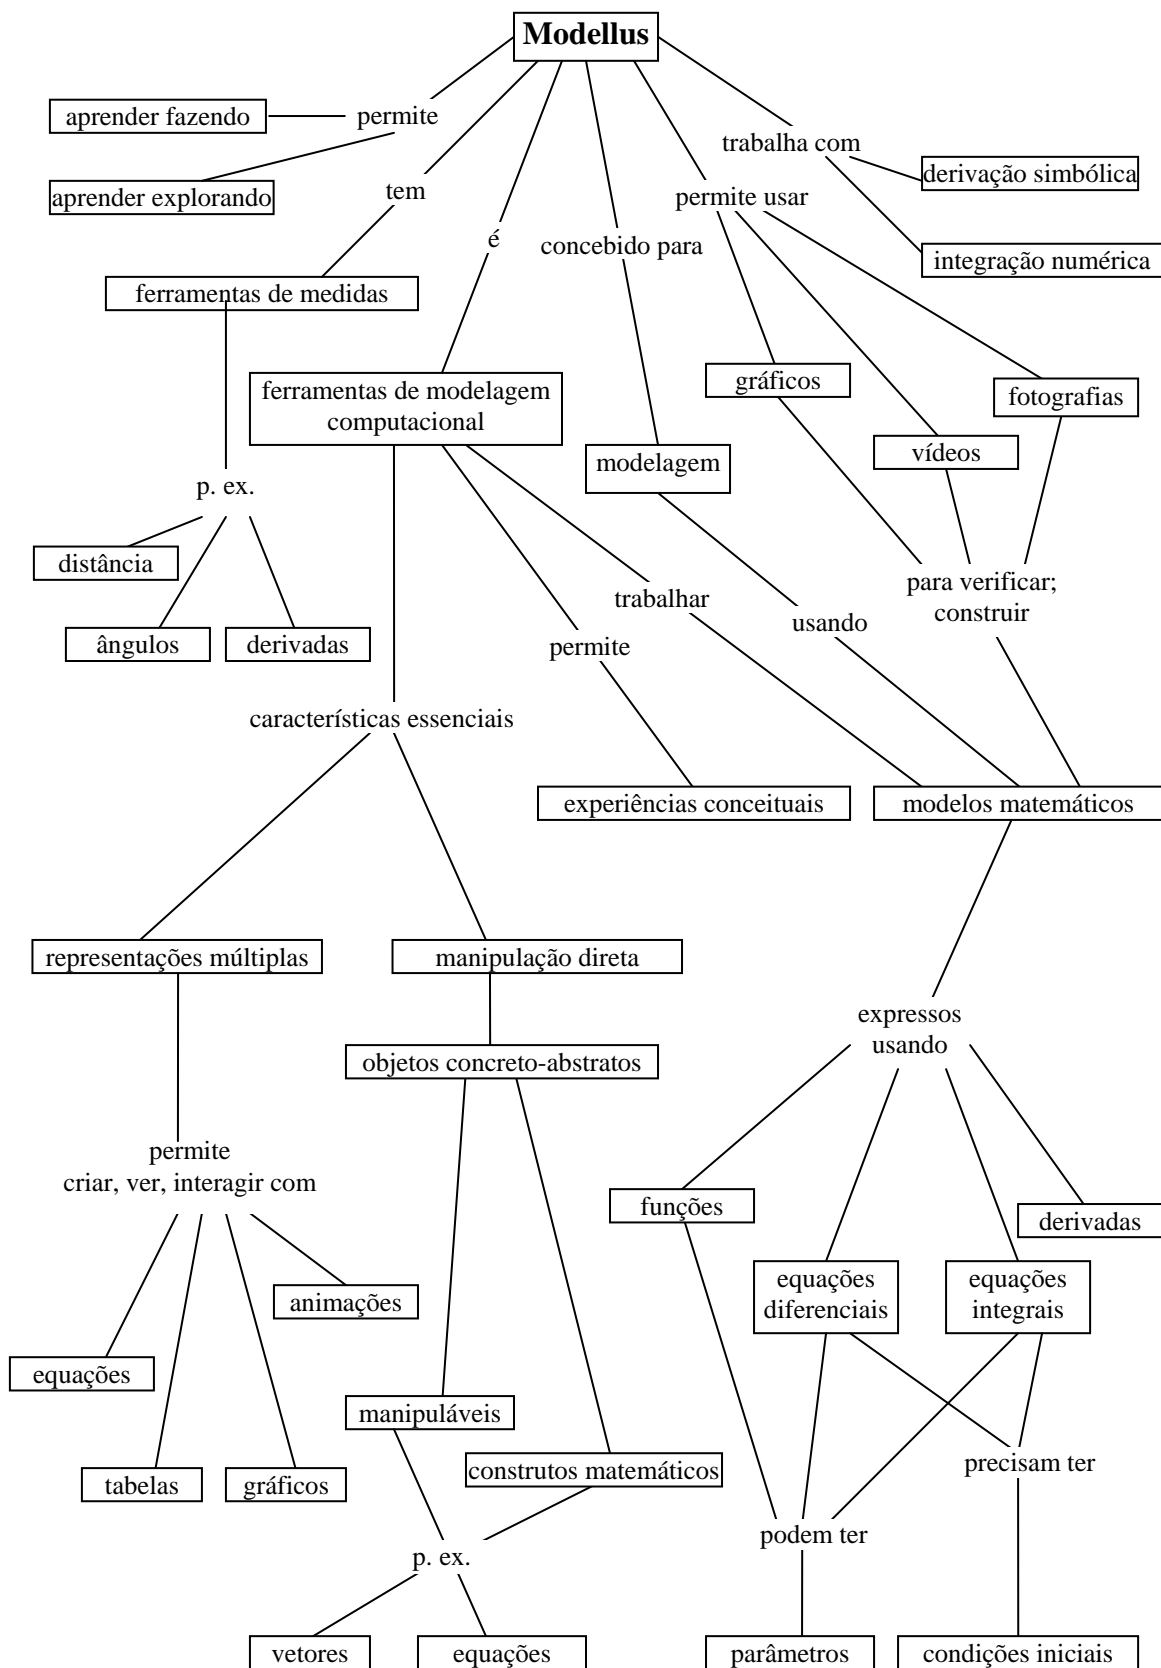 Modellus
aprender fazendo
permite
trabalha com
derivação simbólica
aprender explorando
tem
permite usar
é
concebido para
integração numérica
ferramentas de medidas
gráficos
ferramentas de modelagem
computacional
fotografias
modelagem
vídeos
p. ex.
distância
para verificar;
construir
trabalhar
usando
ângulos
derivadas
permite
características essenciais
experiências conceituais
modelos matemáticos
representações múltiplas
manipulação direta
expressos
usando
objetos concreto-abstratos
permite
criar, ver, interagir com
funções
derivadas
animações
equações
diferenciais
equações
integrais
equações
manipuláveis
construtos matemáticos
precisam ter
tabelas
gráficos
podem ter
p. ex.
vetores
equações
parâmetros
condições iniciais